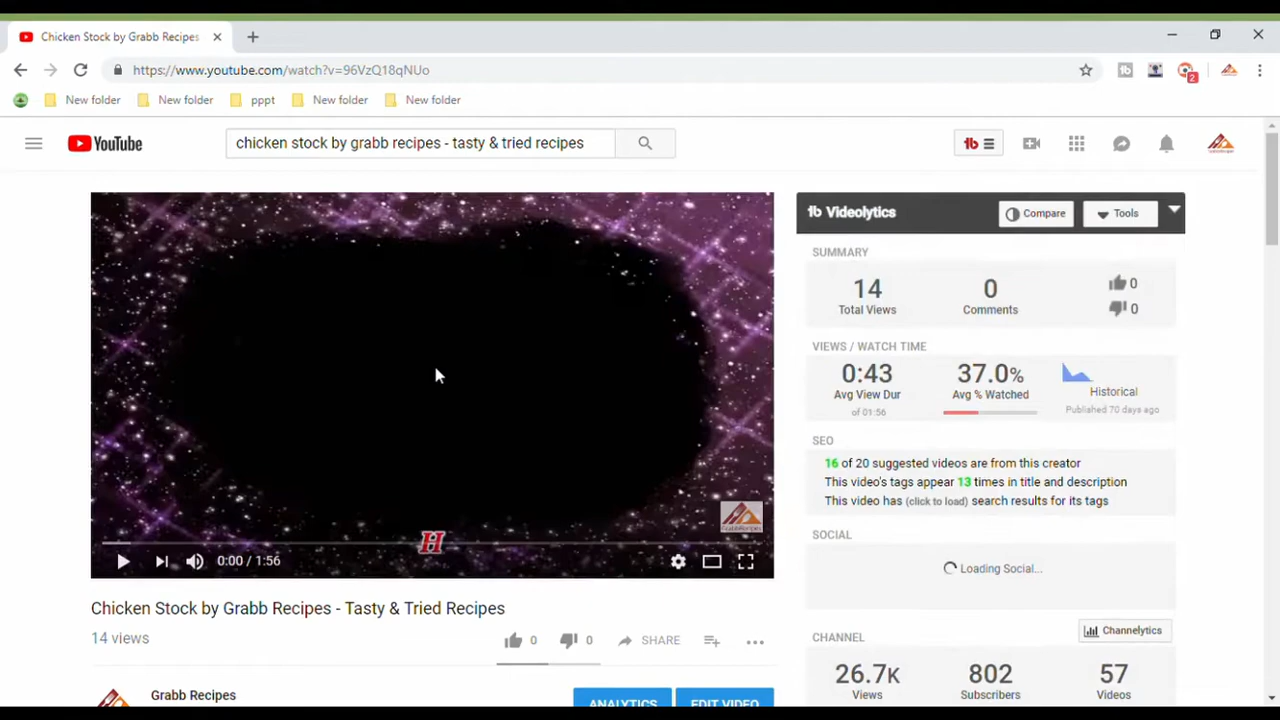 Chicken Stock by Grabb Recipes
https://www.youtube.com/watch?v=96VzQ18qNUo
2
New folder New folder pppt New folder New folder
YouTube
chicken stock by grabb recipes - tasty & tried recipes
tb
tb Videolytics Compare Tools
SUMMARY
14 0 0
Total Views Comments 0
VIEWS / WATCH TIME
0:43 37.0% Historical
Avg View Dur Avg % Watched
of 01:56 Published 70 days ago
SEO
16 of 20 suggested videos are from this creator
This video's tags appear 13 times in title and description
This video has (click to load) search results for its tags
SOCIAL
Loading Social...
CHANNEL Channelytics
26.7K 802 57
Views Subscribers Videos
GrabbRecipes
H
0:00 / 1:56
Chicken Stock by Grabb Recipes - Tasty & Tried Recipes
14 views 0 0 SHARE
Grabb Recipes
ANALYTICS EDIT VIDEO